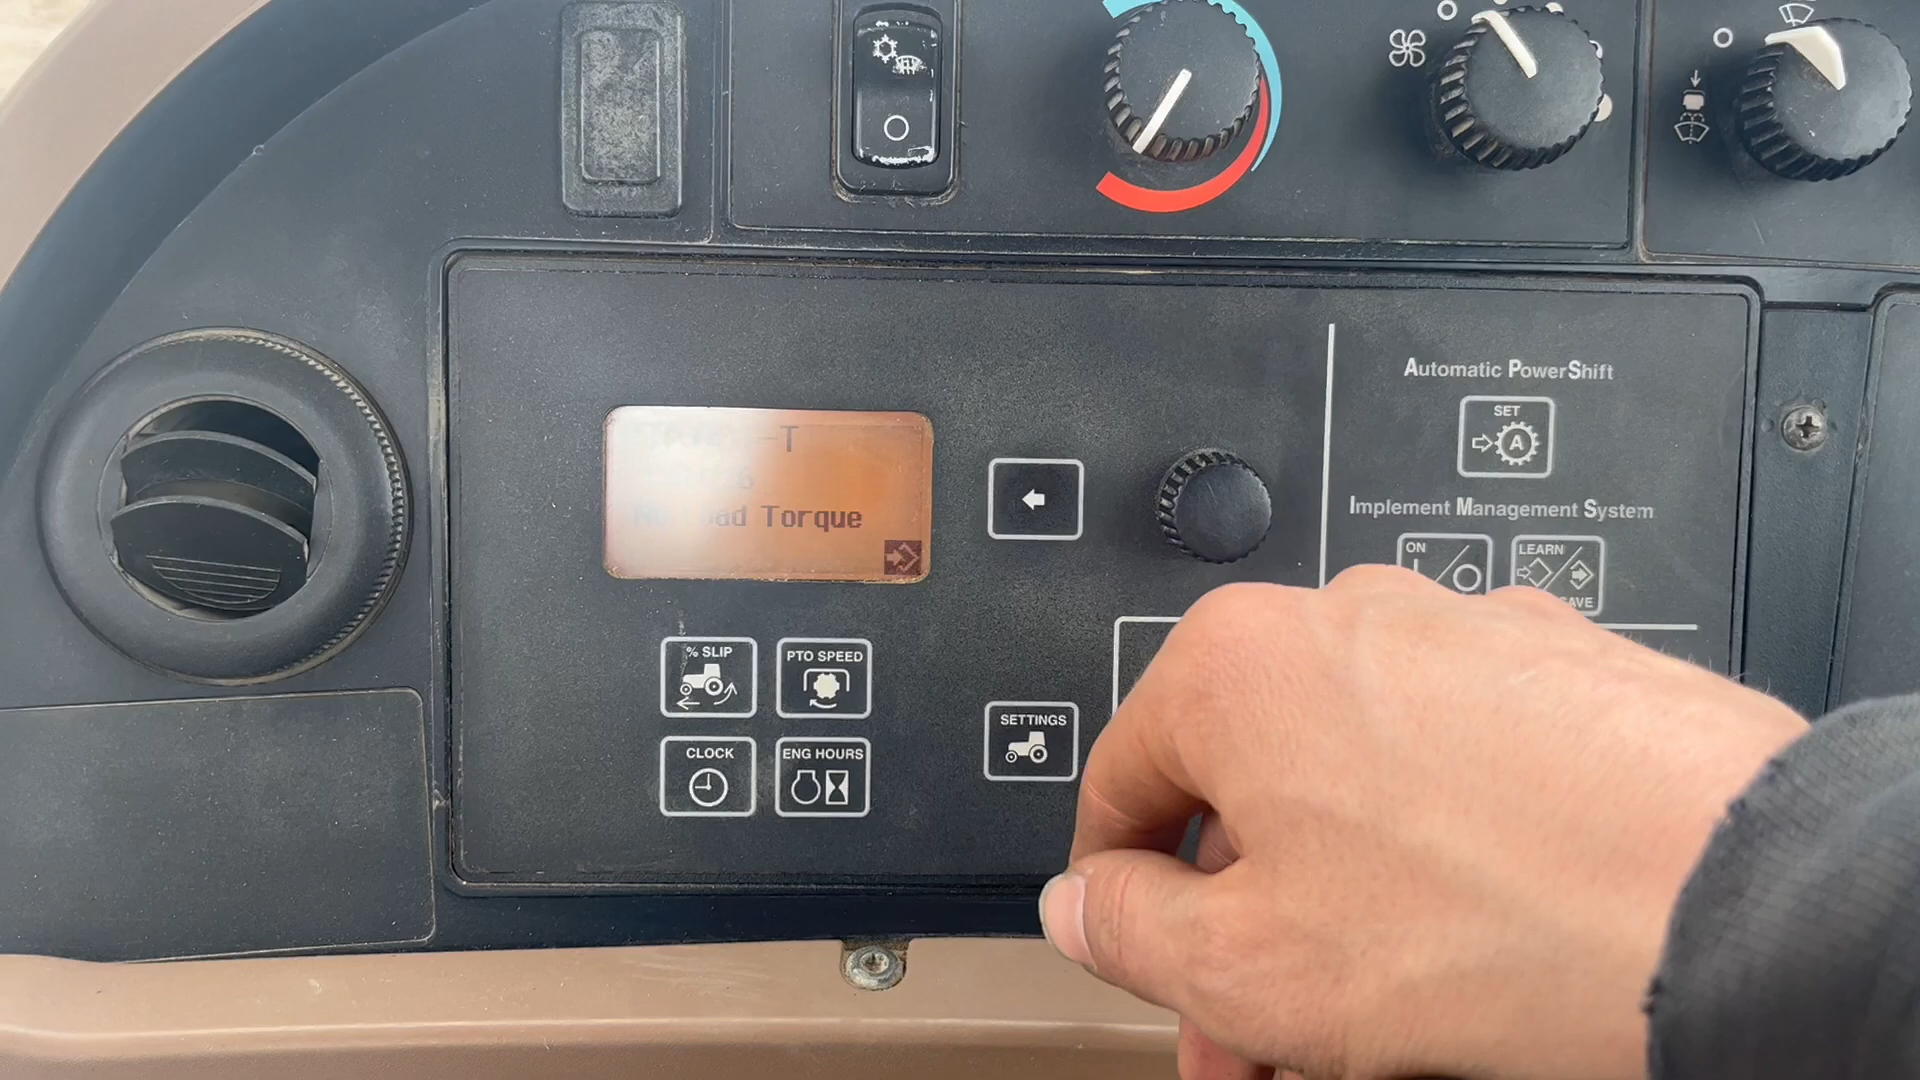 Automatic PowerShift
SET
A
Implement Management System
ON
LEARN
SAVE
Torque
% SLIP
PTO SPEED
SETTINGS
CLOCK
ENG HOURS